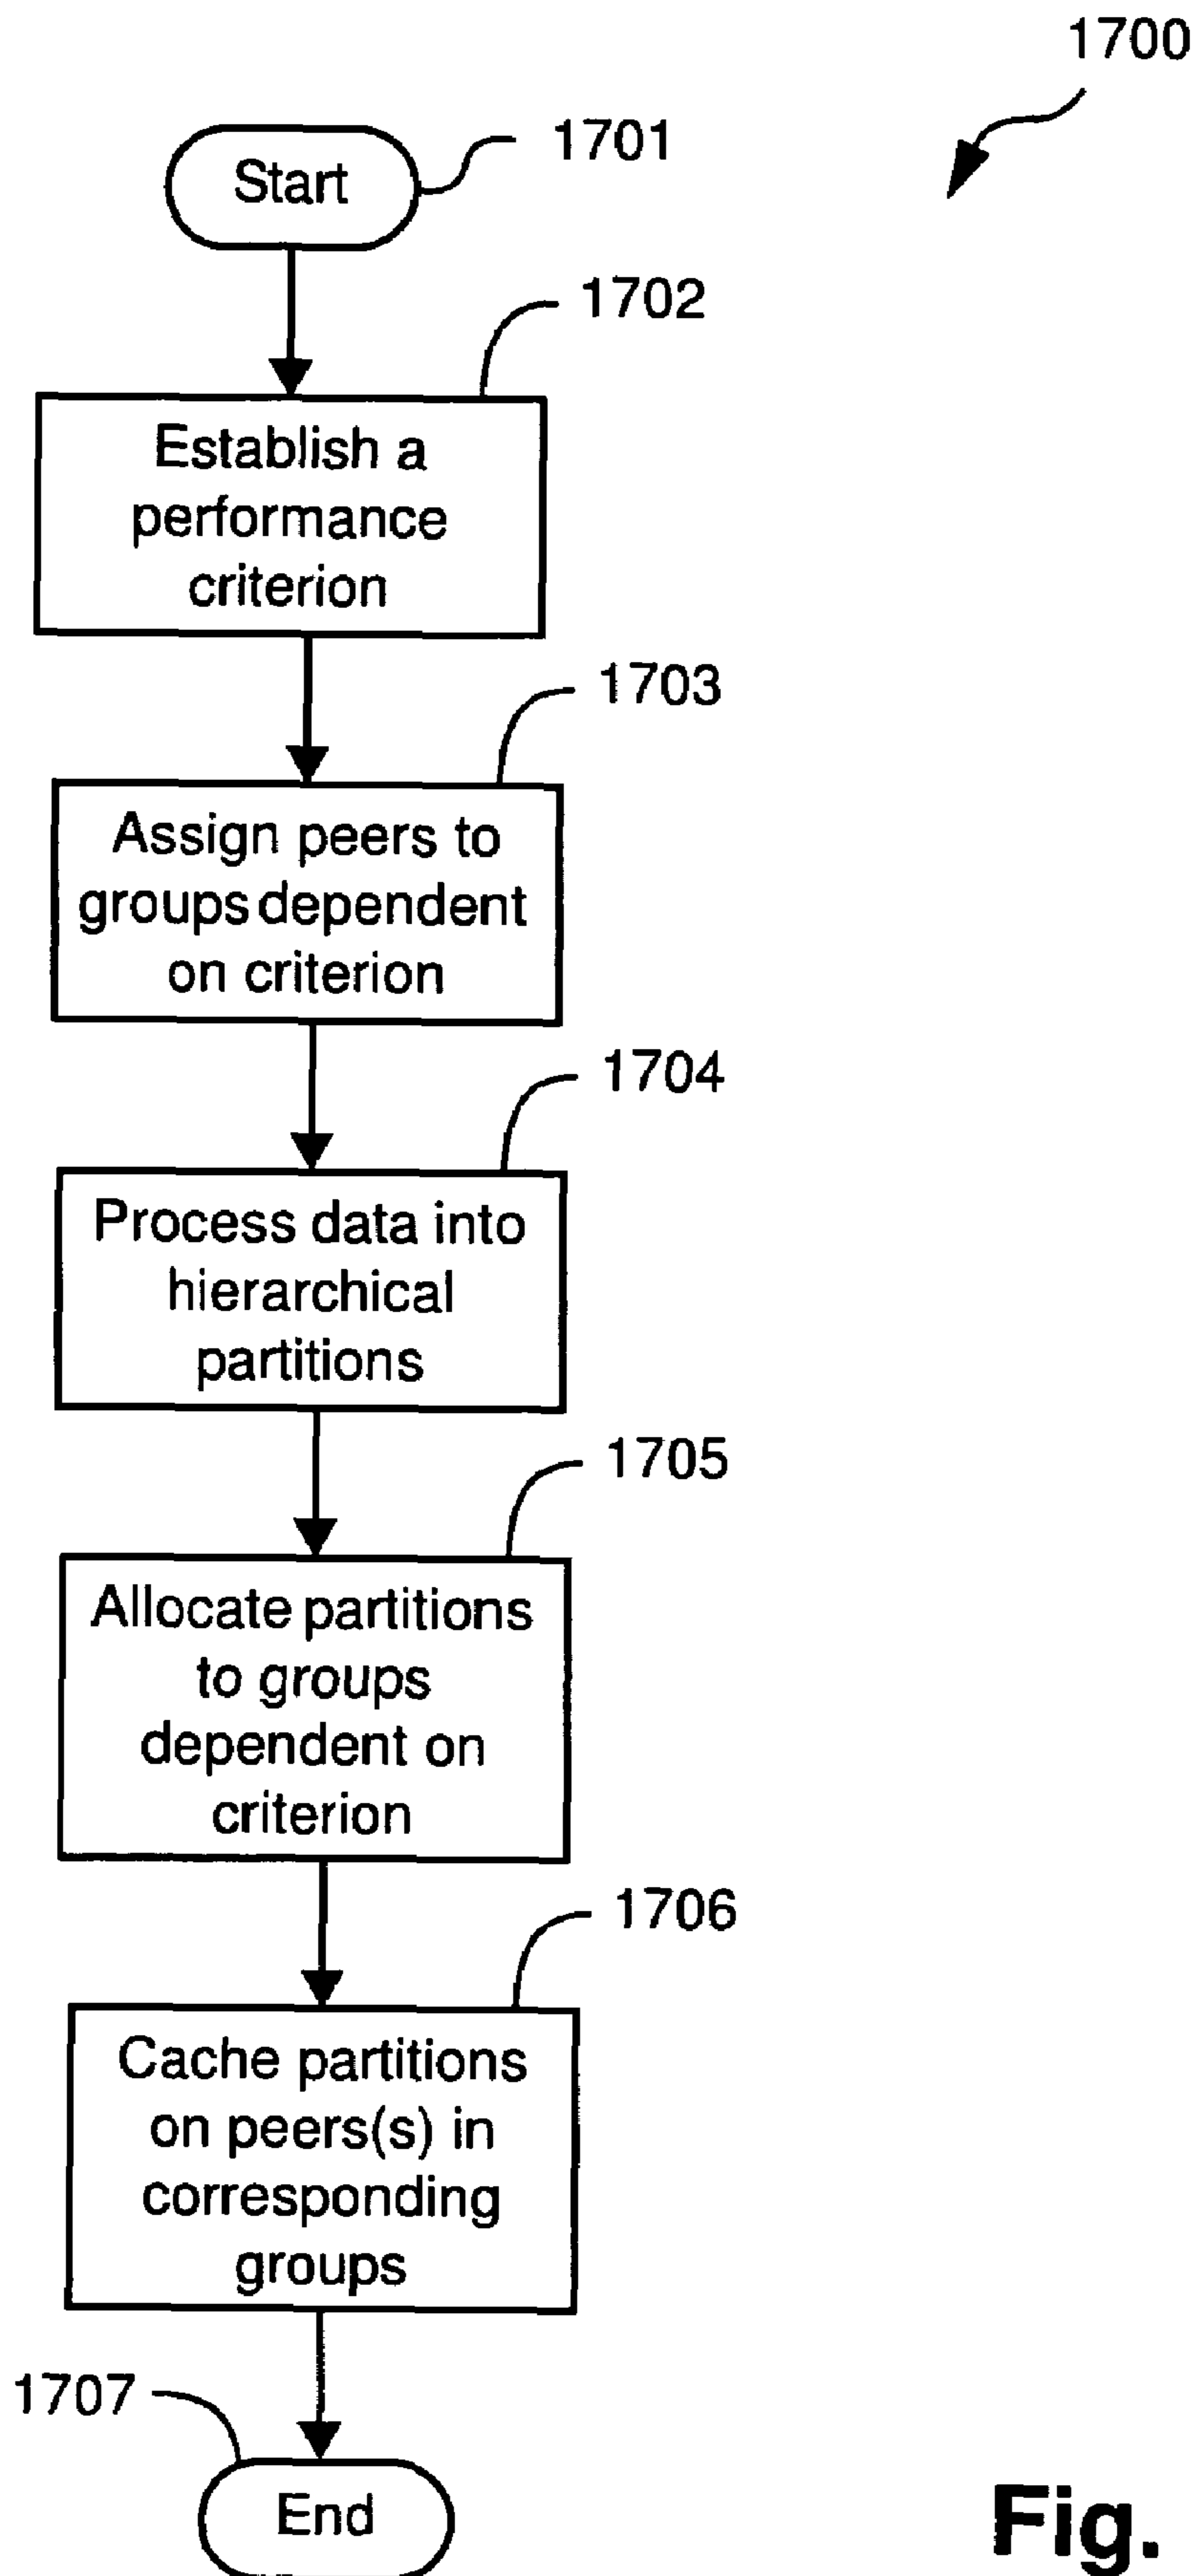 1700
Start
1701
1702
Establish a
performance
criterion
1703
Assign peers to
groups dependent
on criterion
1704
Process data into
hierarchical
partitions
1705
Allocate partitions
to groups
dependent on
criterion
1706
Cache partitions
on peers(s) in
corresponding
groups
1707
End
Fig.